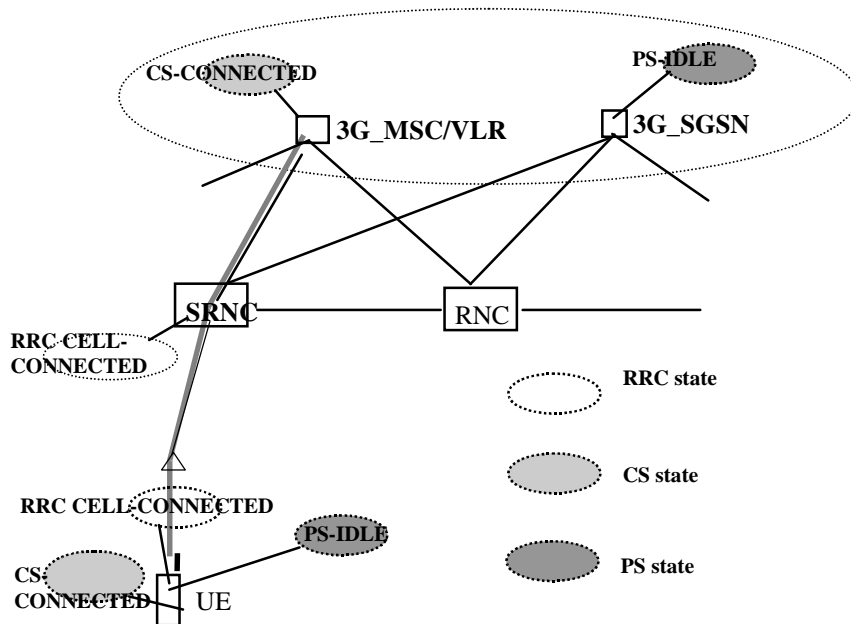 PS-IDLE
CS-CONNECTED
3G_MSC/VLR
3G_SGSN
SRNC
RNC
RRC CELL-
CONNECTED
RRC state
CS state
RRC CELL-CONNECTED
PS-IDLE
PS state
CS-
CONNECTED
UE